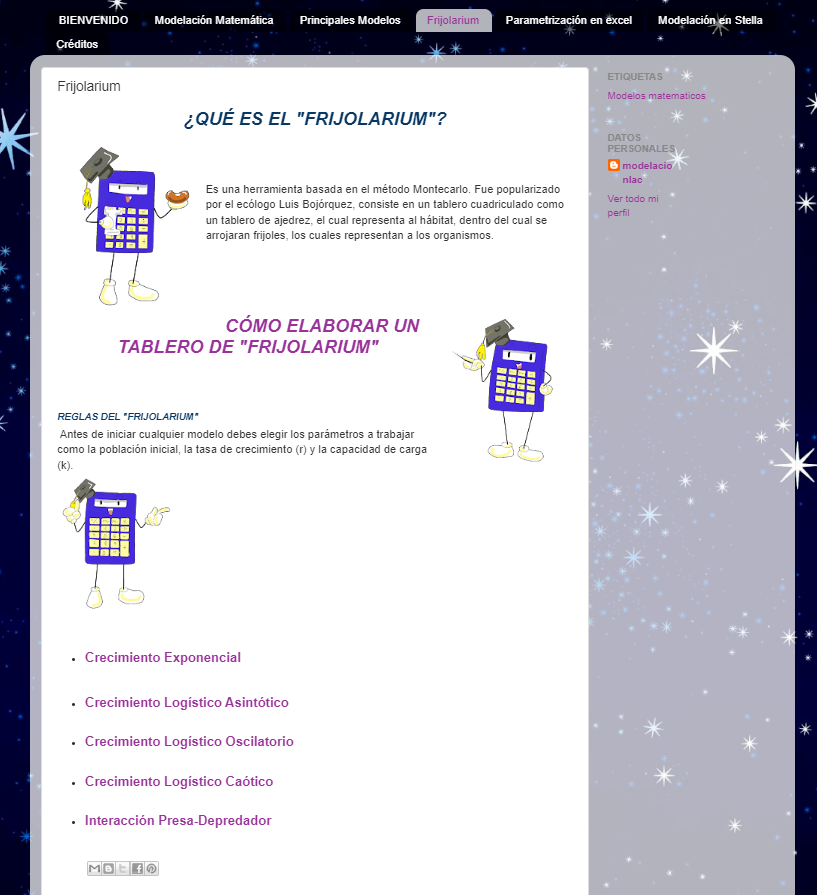 BIENVENIDO Modelación Matemática Principales Modelos Frijolarium Parametrización en excel Modelación en Stella
Créditos
Frijolarium
¿QUÉ ES EL "FRIJOLARIUM"?
Es una herramienta basada en el método Montecarlo. Fue popularizado
por el ecólogo Luis Bojórquez, consiste en un tablero cuadriculado como
un tablero de ajedrez, el cual representa al hábitat, dentro del cual se
arrojaran frijoles, los cuales representan a los organismos.
CÓMO ELABORAR UN
TABLERO DE "FRIJOLARIUM"
REGLAS DEL "FRIJOLARIUM"
Antes de iniciar cualquier modelo debes elegir los parámetros a trabajar
como la población inicial, la tasa de crecimiento (r) y la capacidad de carga
(k).
Crecimiento Exponencial
Crecimiento Logístico Asintótico
Crecimiento Logístico Oscilatorio
Crecimiento Logístico Caótico
Interacción Presa-Depredador
ETIQUETAS
Modelos matematicos
DATOS
PERSONALES
modelacio
nlac
Ver todo mi
perfil